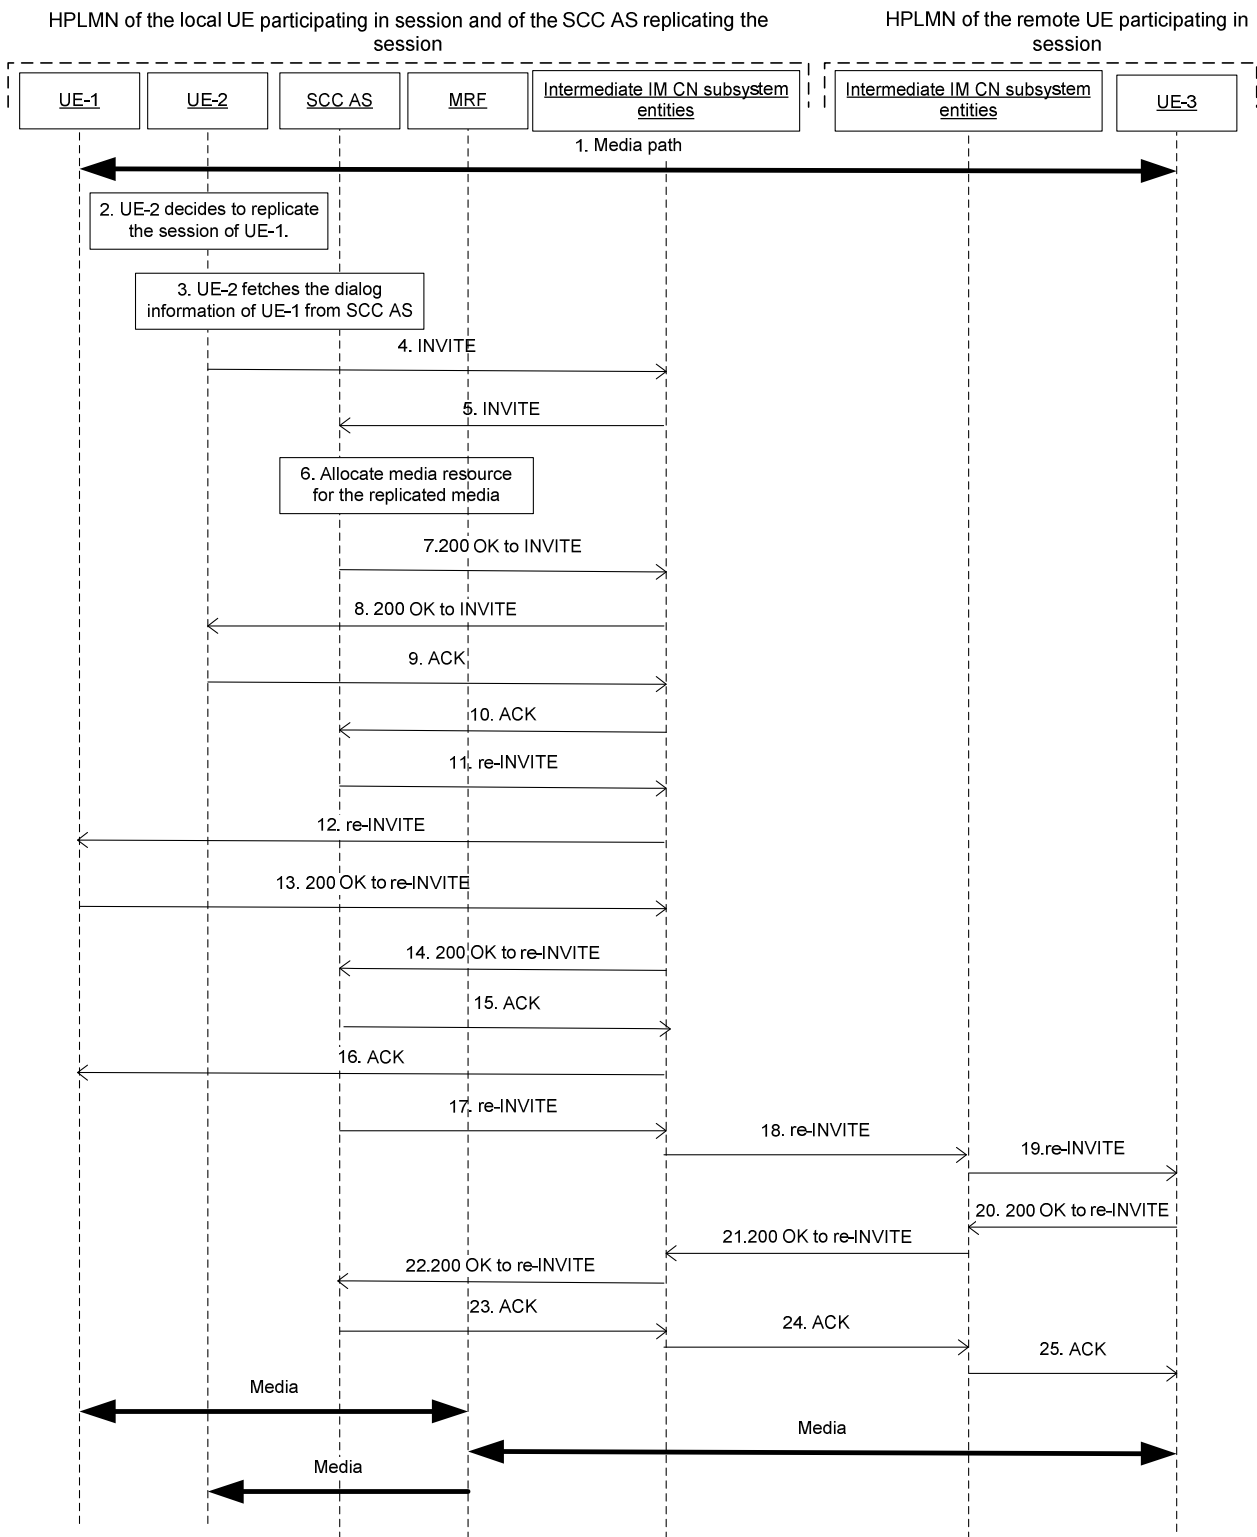 HPLMN of the local UE participating in session and of the SCC AS replicating the
session
HPLMN of the remote UE participating in
session
UE-1
UE-2
SCC AS
MRF
Intermediate IM CN subsystem
entities
Intermediate IM CN subsystem
entities
UE-3
1. Media path
2. UE-2 decides to replicate
the session of UE-1.
3. UE-2 fetches the dialog
information of UE-1 from SCC AS
4. INVITE
5. INVITE
6. Allocate media resource
for the replicated media
7.200 OK to INVITE
8. 200 OK to INVITE
9. ACK
10. ACK
11. re-INVITE
12. re-INVITE
13. 200 OK to re-INVITE
14. 200 OK to re-INVITE
15. ACK
16. ACK
17. re-INVITE
18. re-INVITE
19.re-INVITE
20. 200 OK to re-INVITE
21.200 OK to re-INVITE
22.200 OK to re-INVITE
23. ACK
24. ACK
25. ACK
Media
Media
Media